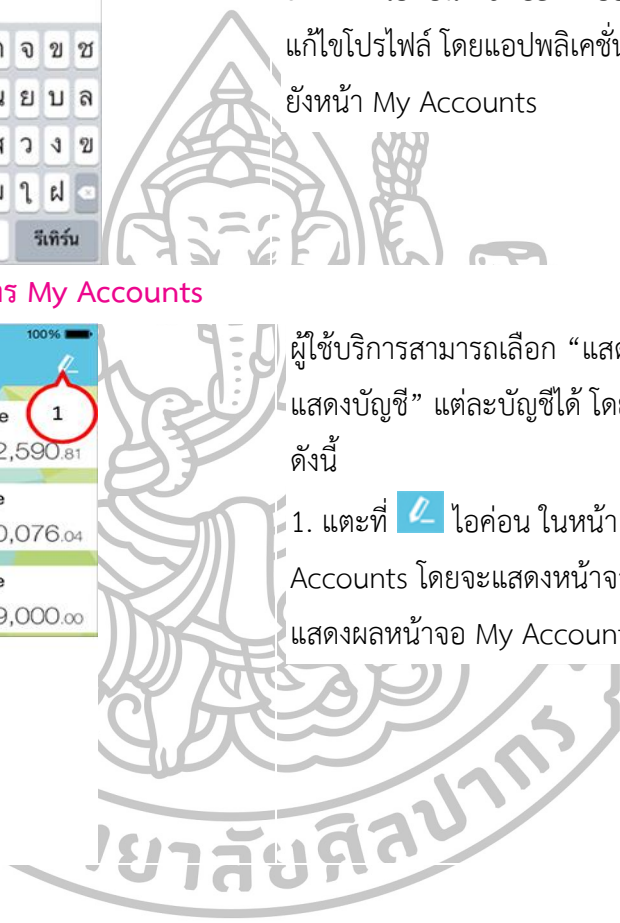 แก้ไขโปรไฟล์ โดยแอปพลิเคชั่น
ยังหน้า My Accounts
จ ข ช
ย บ ล
ว ง ข
ใ ฝ
รีเทิร์น
My Accounts
100%
1
2,590.81
0,076.04
9,000.00
ผู้ใช้บริการสามารถเลือก “แสด
แสดงบัญชี” แต่ละบัญชีได้ โดย
ดังนี้
1. แตะที่ ไอค่อน ในหน้า
Accounts โดยจะแสดงหน้าจอ
แสดงผลหน้าจอ My Accoun
ยาลัยศิลปากร